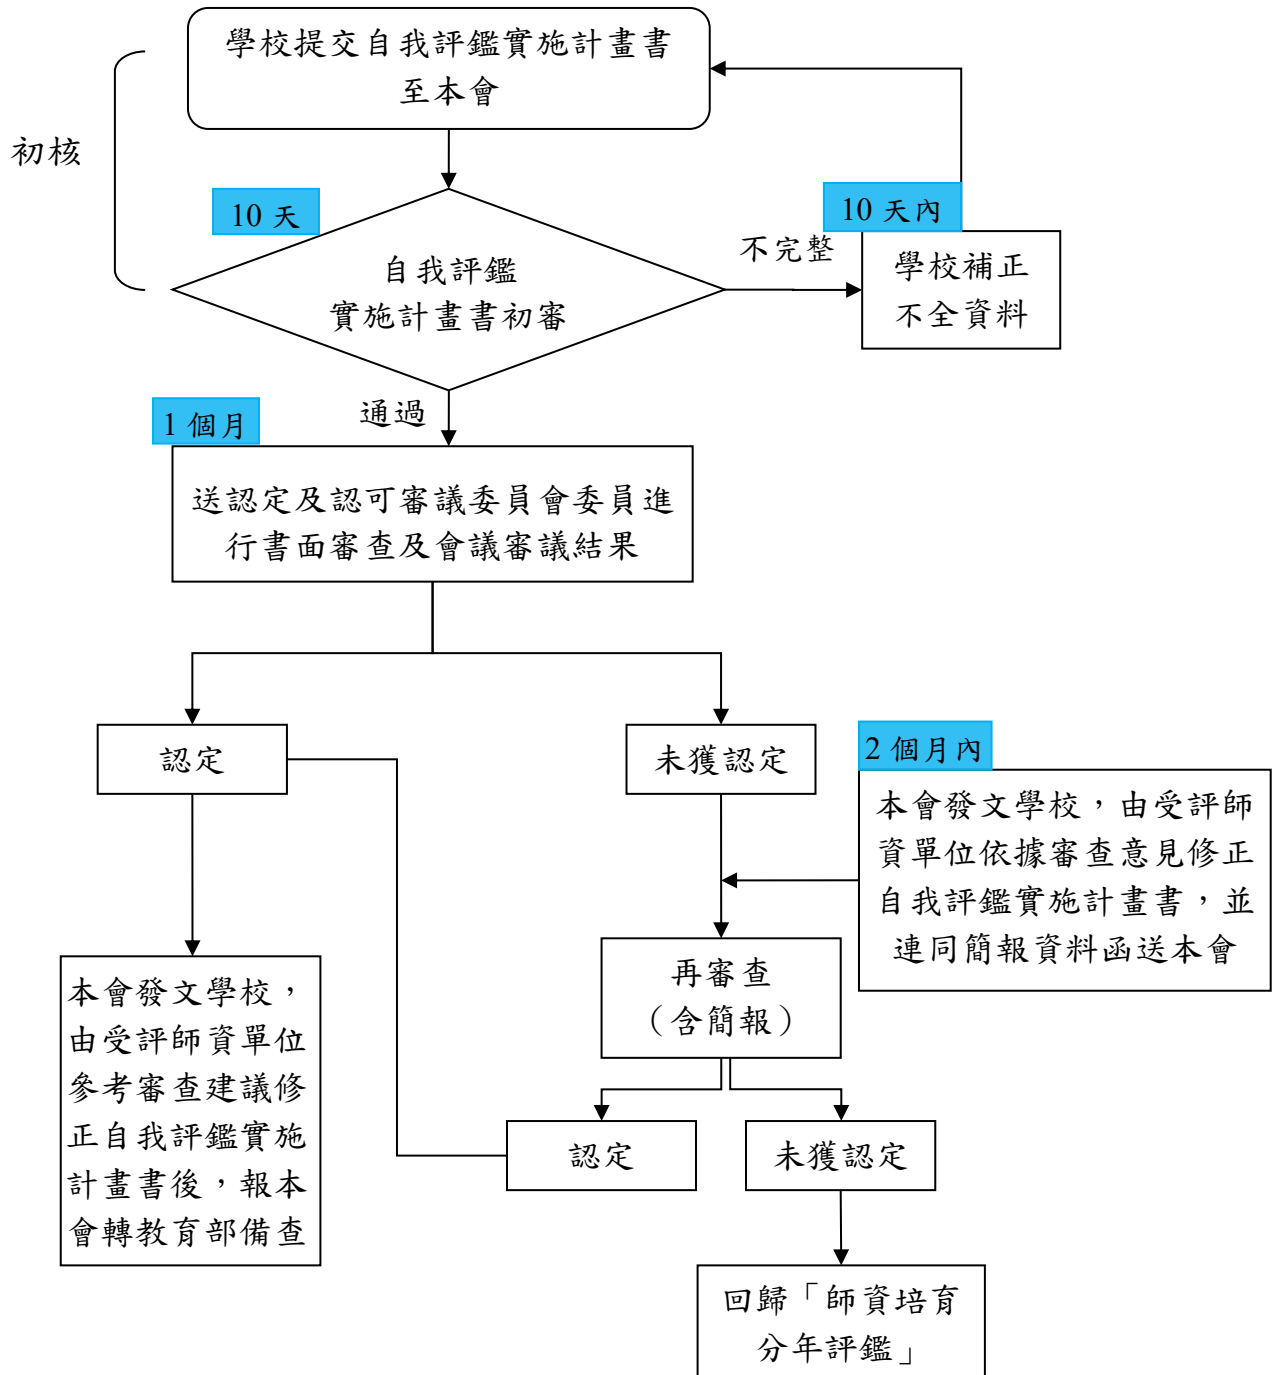 學校提交自我評鑑實施計畫書
至本會
初核
10 天
10 天內
自我評鑑
實施計畫書初審
不完整
學校補正
不全資料
通過
1 個月
送認定及認可審議委員會委員進
行書面審查及會議審議結果
認定
未獲認定
2 個月內
本會發文學校，由受評師
資單位依據審查意見修正
自我評鑑實施計畫書，並
連同簡報資料函送本會
再審查
（含簡報）
本會發文學校，
由受評師資單位
參考審查建議修
正自我評鑑實施
計畫書後，報本
會轉教育部備查
認定
未獲認定
回歸「師資培育
分年評鑑」